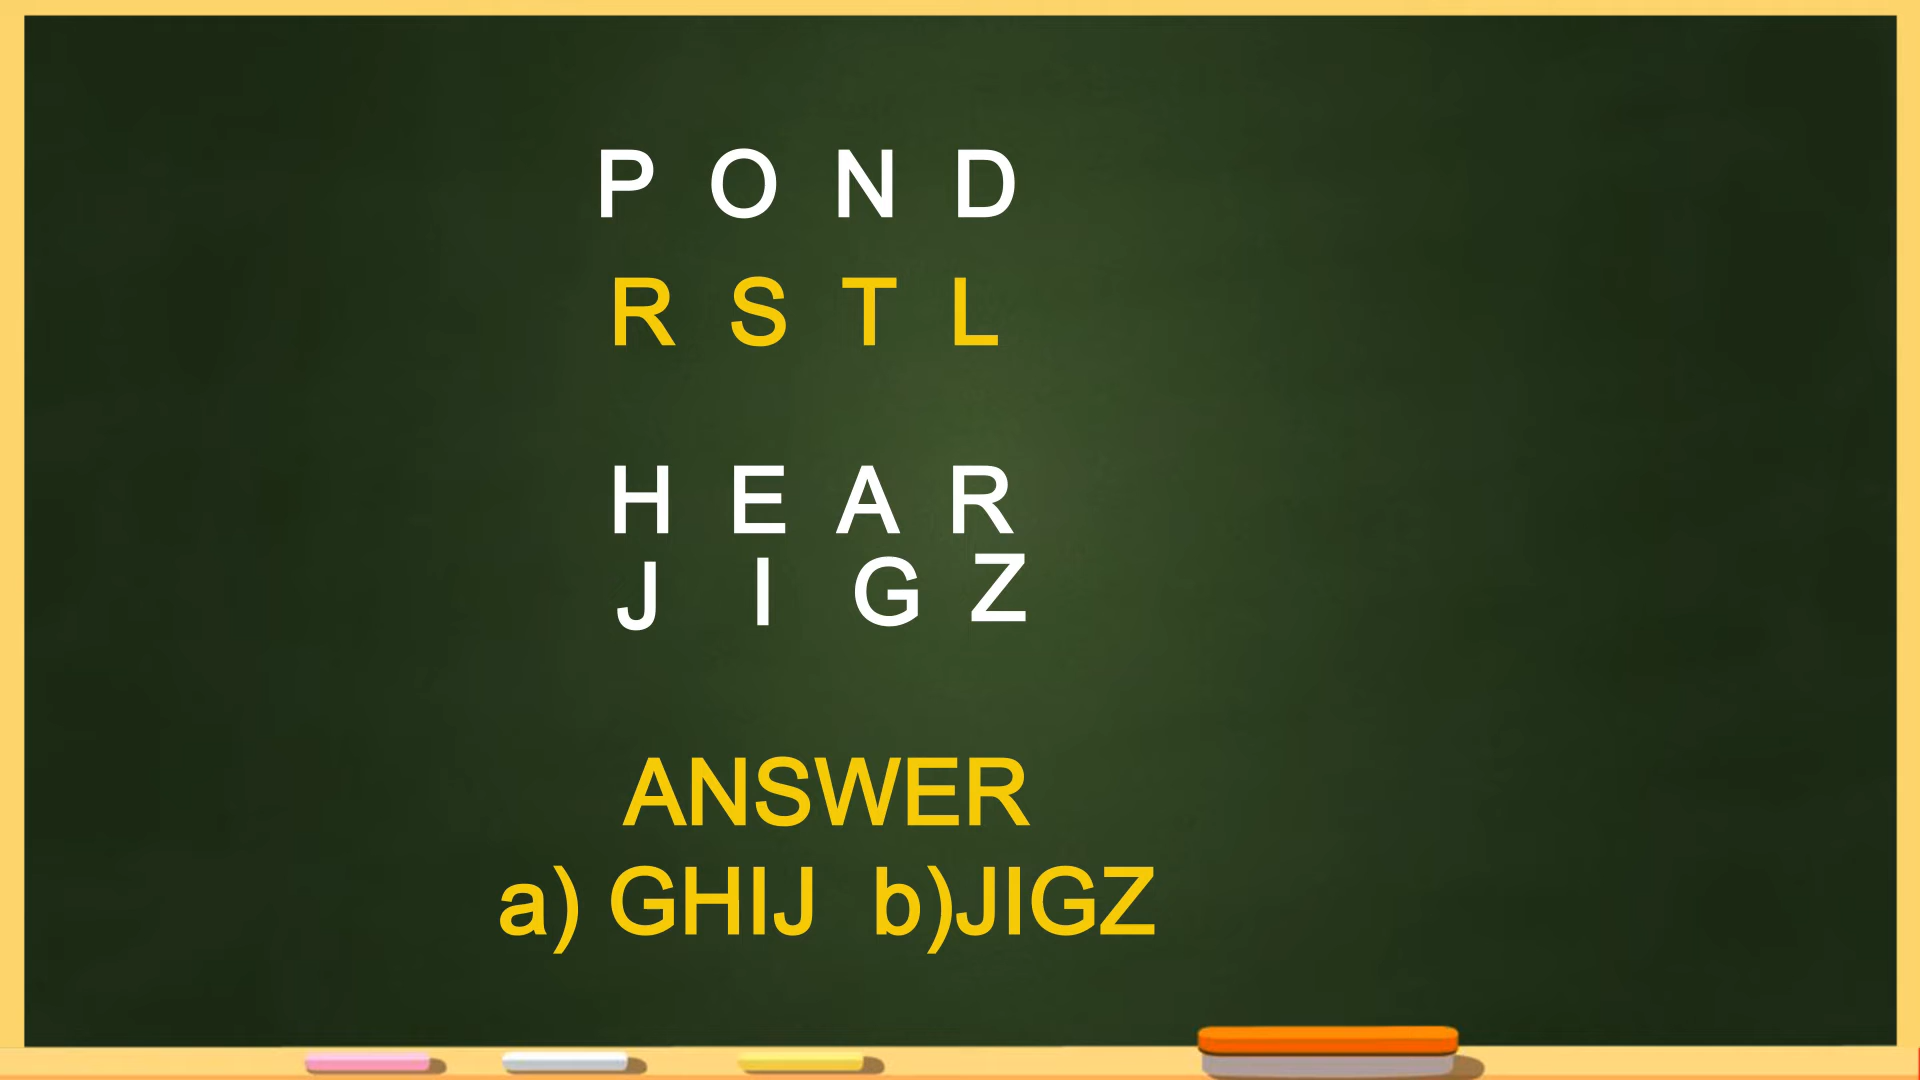 P O N D
R S T L
H E A R
J I G Z
ANSWER
a) GHIJ b)JIGZ